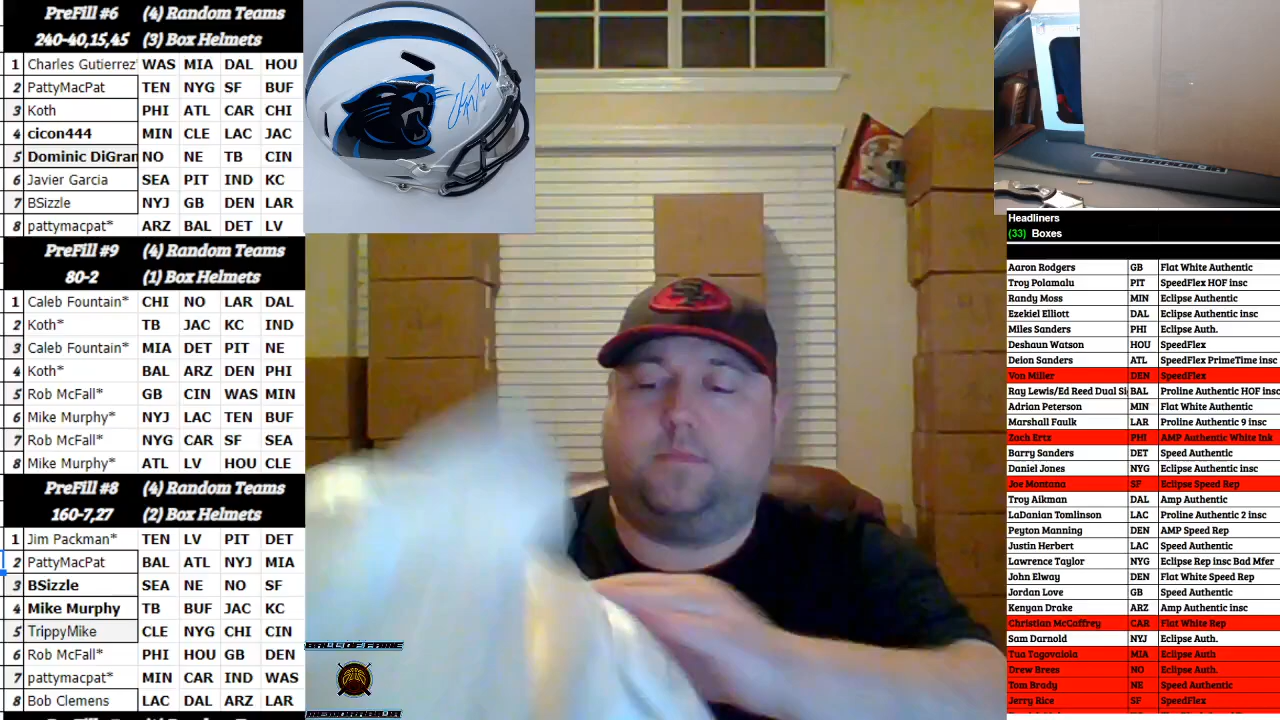 PreFill #6 (4) Random Teams
240-40,15,45 (3) Box Helmets
1 Charles Gutierrez* WAS MIA DAL HOU
2 PattyMacPat TEN NYG SF BUF
3 Koth PHI ATL CAR CHI
4 cicon444 MIN CLE LAC JAC
5 Dominic DiGran NO NE TB CIN
6 Javier Garcia SEA PIT IND KC
7 BSizzle NYJ GB DEN LAR
8 pattymacpat* ARZ BAL DET LV
PreFill #9 (4) Random Teams
80-2 (1) Box Helmets
1 Caleb Fountain* CHI NO LAR DAL
2 Koth* TB JAC KC IND
3 Caleb Fountain* MIA DET PIT NE
4 Koth* BAL ARZ DEN PHI
5 Rob McFall* GB CIN WAS MIN
6 Mike Murphy* NYJ LAC TEN BUF
7 Rob McFall* NYG CAR SF SEA
8 Mike Murphy* ATL LV HOU CLE
PreFill #8 (4) Random Teams
160-7,27 (2) Box Helmets
1 Jim Packman* TEN LV PIT DET
2 PattyMacPat BAL ATL NYJ MIA
3 BSizzle SEA NE NO SF
4 Mike Murphy TB BUF JAC KC
5 TrippyMike CLE NYG CHI CIN
6 Rob McFall* PHI HOU GB DEN
7 pattymacpat* MIN CAR IND WAS
8 Bob Clemens LAC DAL ARZ LAR
SF
BALL OF FAME
MEMORABILIA
Headliners
(33) Boxes
Aaron Rodgers GB Flat White Authentic
Troy Polamalu PIT SpeedFlex HOF insc
Randy Moss MIN Eclipse Authentic
Ezekiel Elliott DAL Eclipse Authentic insc
Miles Sanders PHI Eclipse Auth.
Deshaun Watson HOU SpeedFlex
Deion Sanders ATL SpeedFlex PrimeTime insc
Von Miller DEN SpeedFlex
Ray Lewis/Ed Reed Dual Si BAL Proline Authentic HOF insc
Adrian Peterson MIN Flat White Authentic
Marshall Faulk LAR Proline Authentic 9 insc
Zach Ertz PHI AMP Authentic White Ink
Barry Sanders DET Speed Authentic
Daniel Jones NYG Eclipse Authentic insc
Joe Montana SF Eclipse Speed Rep
Troy Aikman DAL Amp Authentic
LaDanian Tomlinson LAC Proline Authentic 2 insc
Peyton Manning DEN AMP Speed Rep
Justin Herbert LAC Speed Authentic
Lawrence Taylor NYG Eclipse Rep insc Bad Mfer
John Elway DEN Flat White Speed Rep
Jordan Love GB Speed Authentic
Kenyan Drake ARZ Amp Authentic insc
Christian McCaffrey CAR Flat White Rep
Sam Darnold NYJ Eclipse Auth.
Tua Tagovailoa MIA Eclipse Auth
Drew Brees NO Eclipse Auth.
Tom Brady NE Speed Authentic
Jerry Rice SF SpeedFlex